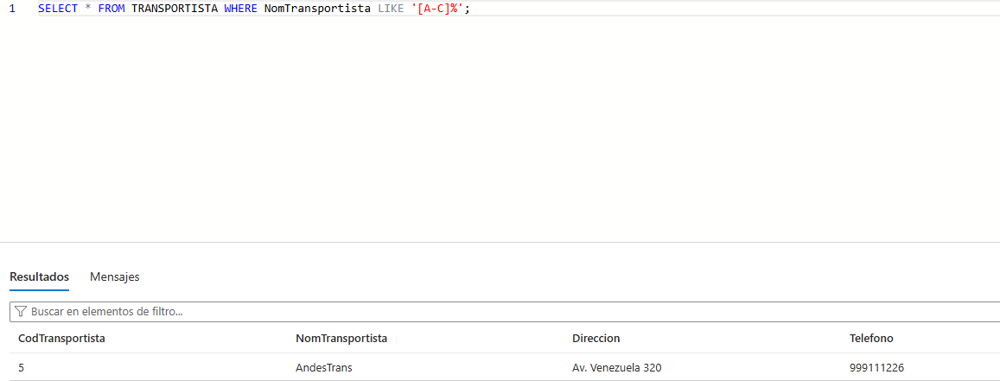 1 SELECT * FROM TRANSPORTISTA WHERE NomTransportista LIKE '[A-C]%';
Resultados Mensajes
Buscar en elementos de filtro...
CodTransportista NomTransportista Direccion Telefono
5 AndesTrans Av. Venezuela 320 999111226